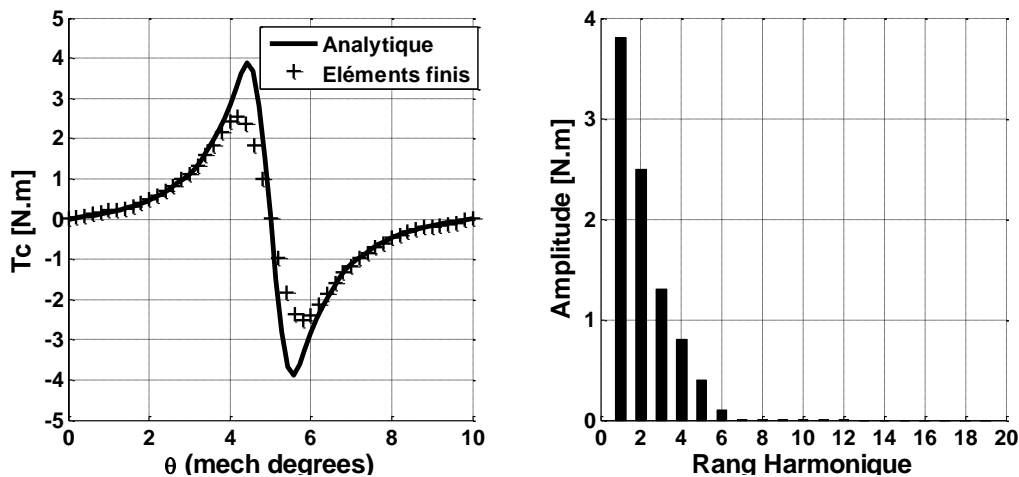 5
4
3
2
1
0
-1
-2
-3
-4
-5
Tc [N.m]
Analytique
Eléments finis
0 2 4 6 8 10
θ (mech degrees)
4
3
2
1
0
Amplitude [N.m]
0 2 4 6 8 10 12 14 16 18 20
Rang Harmonique